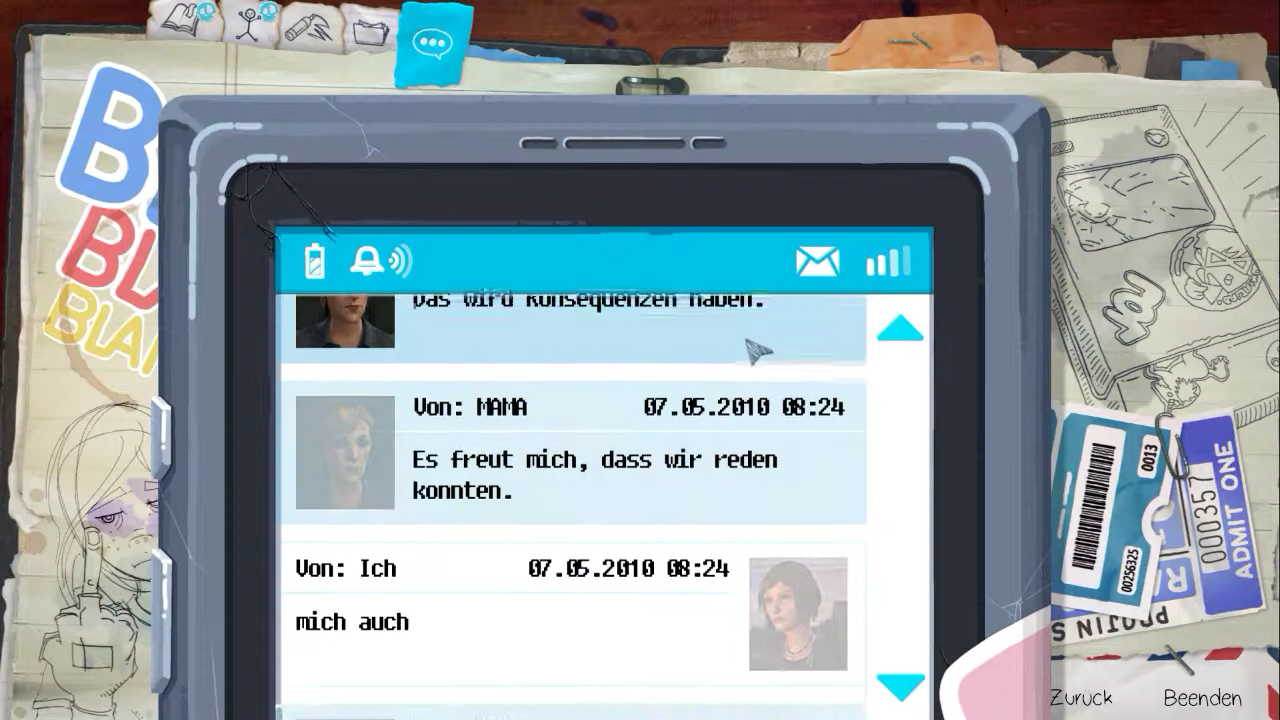 Das wird Konsequenzen haben.
Von: MAMA 07.05.2010 08:24
Es freut mich, dass wir reden
konnten.
Von: Ich 07.05.2010 08:24
mich auch
0013
00256325
000357
ADMIT ONE
Zurück
Beenden